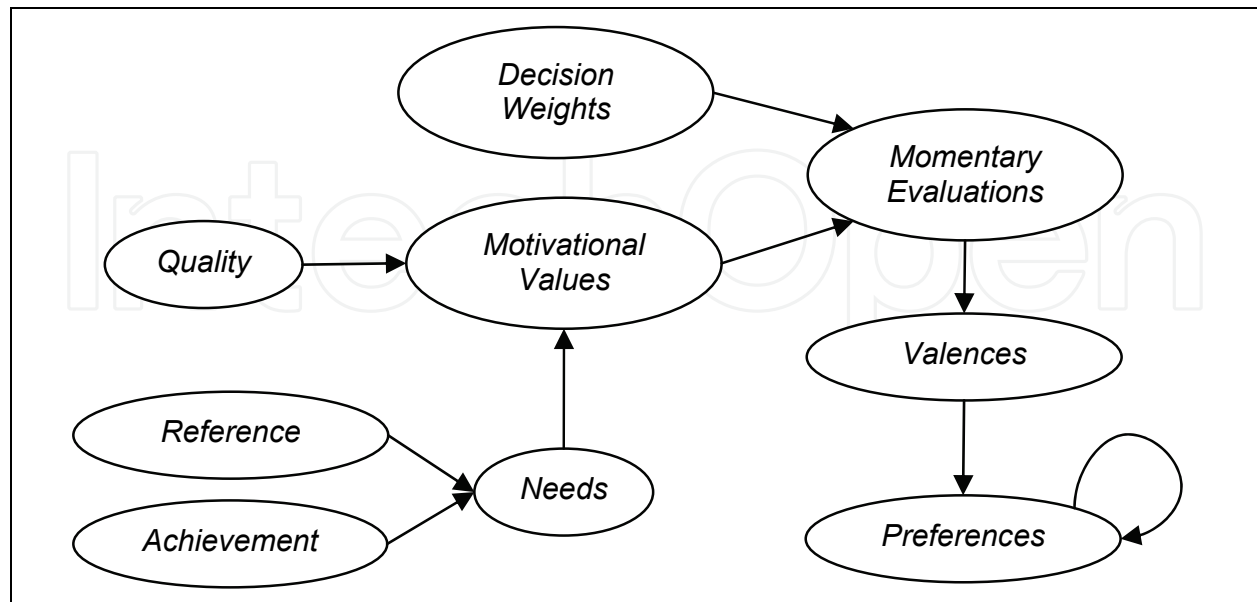 Decision
Weights
Momentary
Evaluations
IntechOpen
Quality
Motivational
Values
Valences
Reference
Needs
Achievement
Preferences